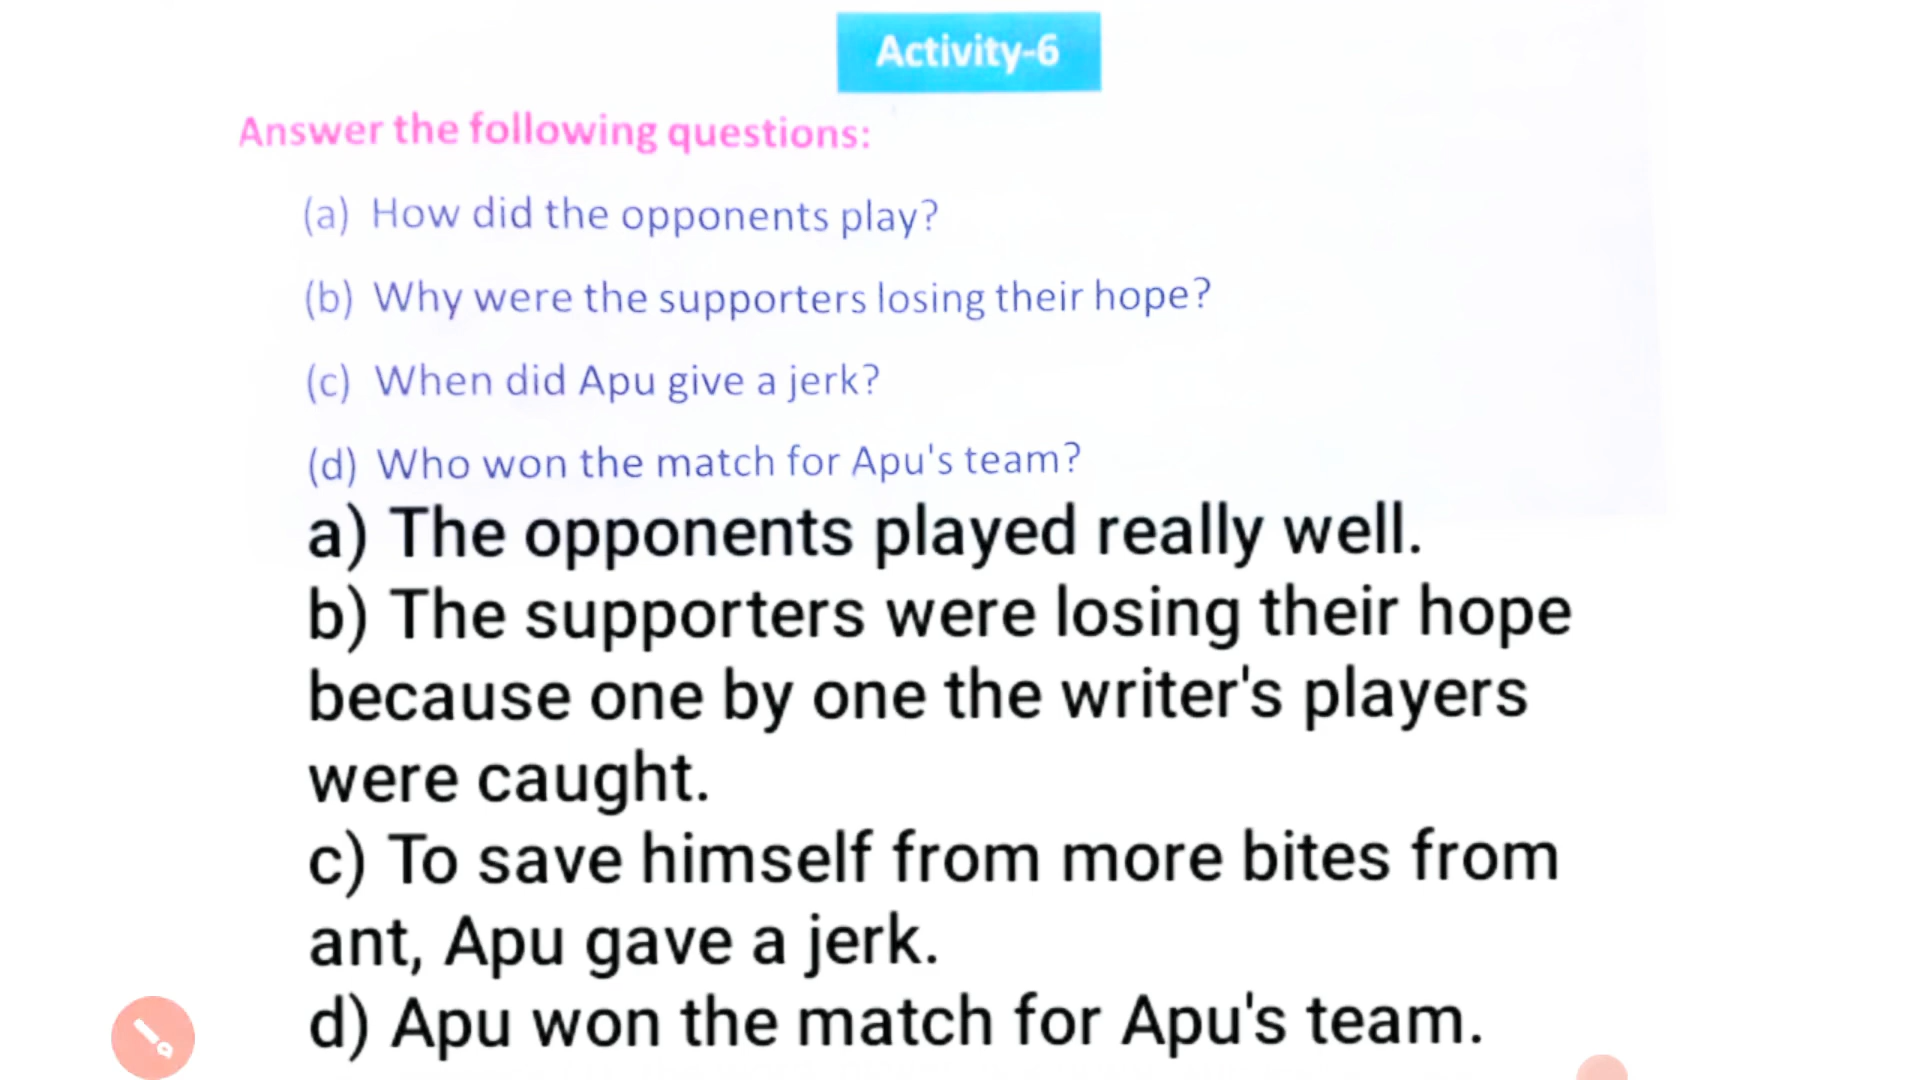 Activity-6
Answer the following questions:
(a) How did the opponents play?
(b) Why were the supporters losing their hope?
(c) When did Apu give a jerk?
(d) Who won the match for Apu's team?
a) The opponents played really well.
b) The supporters were losing their hope
because one by one the writer's players
were caught.
c) To save himself from more bites from
ant, Apu gave a jerk.
d) Apu won the match for Apu's team.